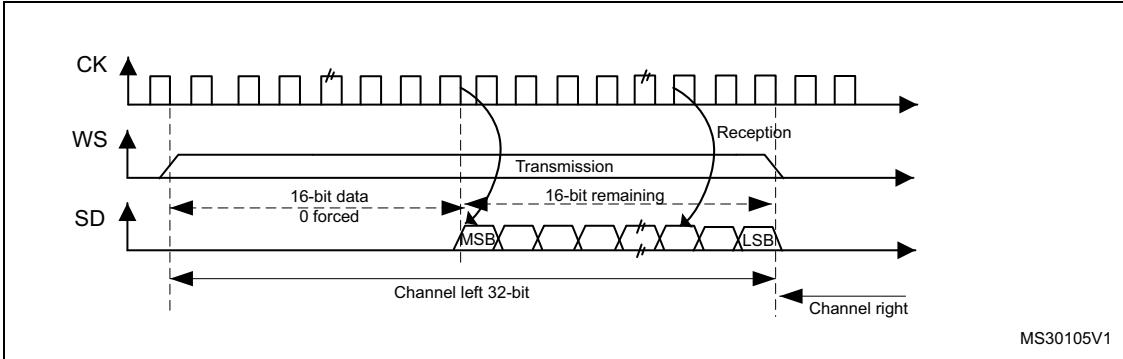 CK
Reception
WS
Transmission
16-bit data
0 forced
16-bit remaining
SD
MSB
LSB
Channel left 32-bit
Channel right
MS30105V1